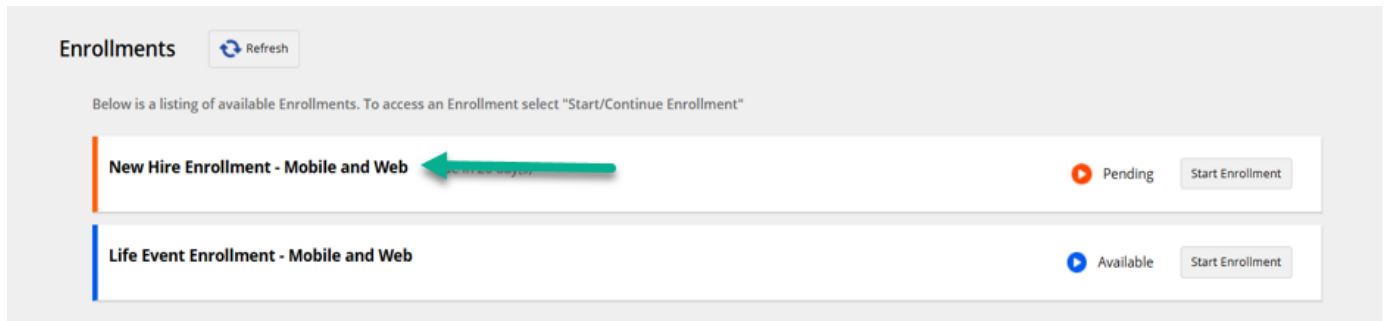 Enrollments
Refresh
Below is a listing of available Enrollments. To access an Enrollment select "Start/Continue Enrollment"
New Hire Enrollment - Mobile and Web
Pending
Start Enrollment
Life Event Enrollment - Mobile and Web
Available
Start Enrollment